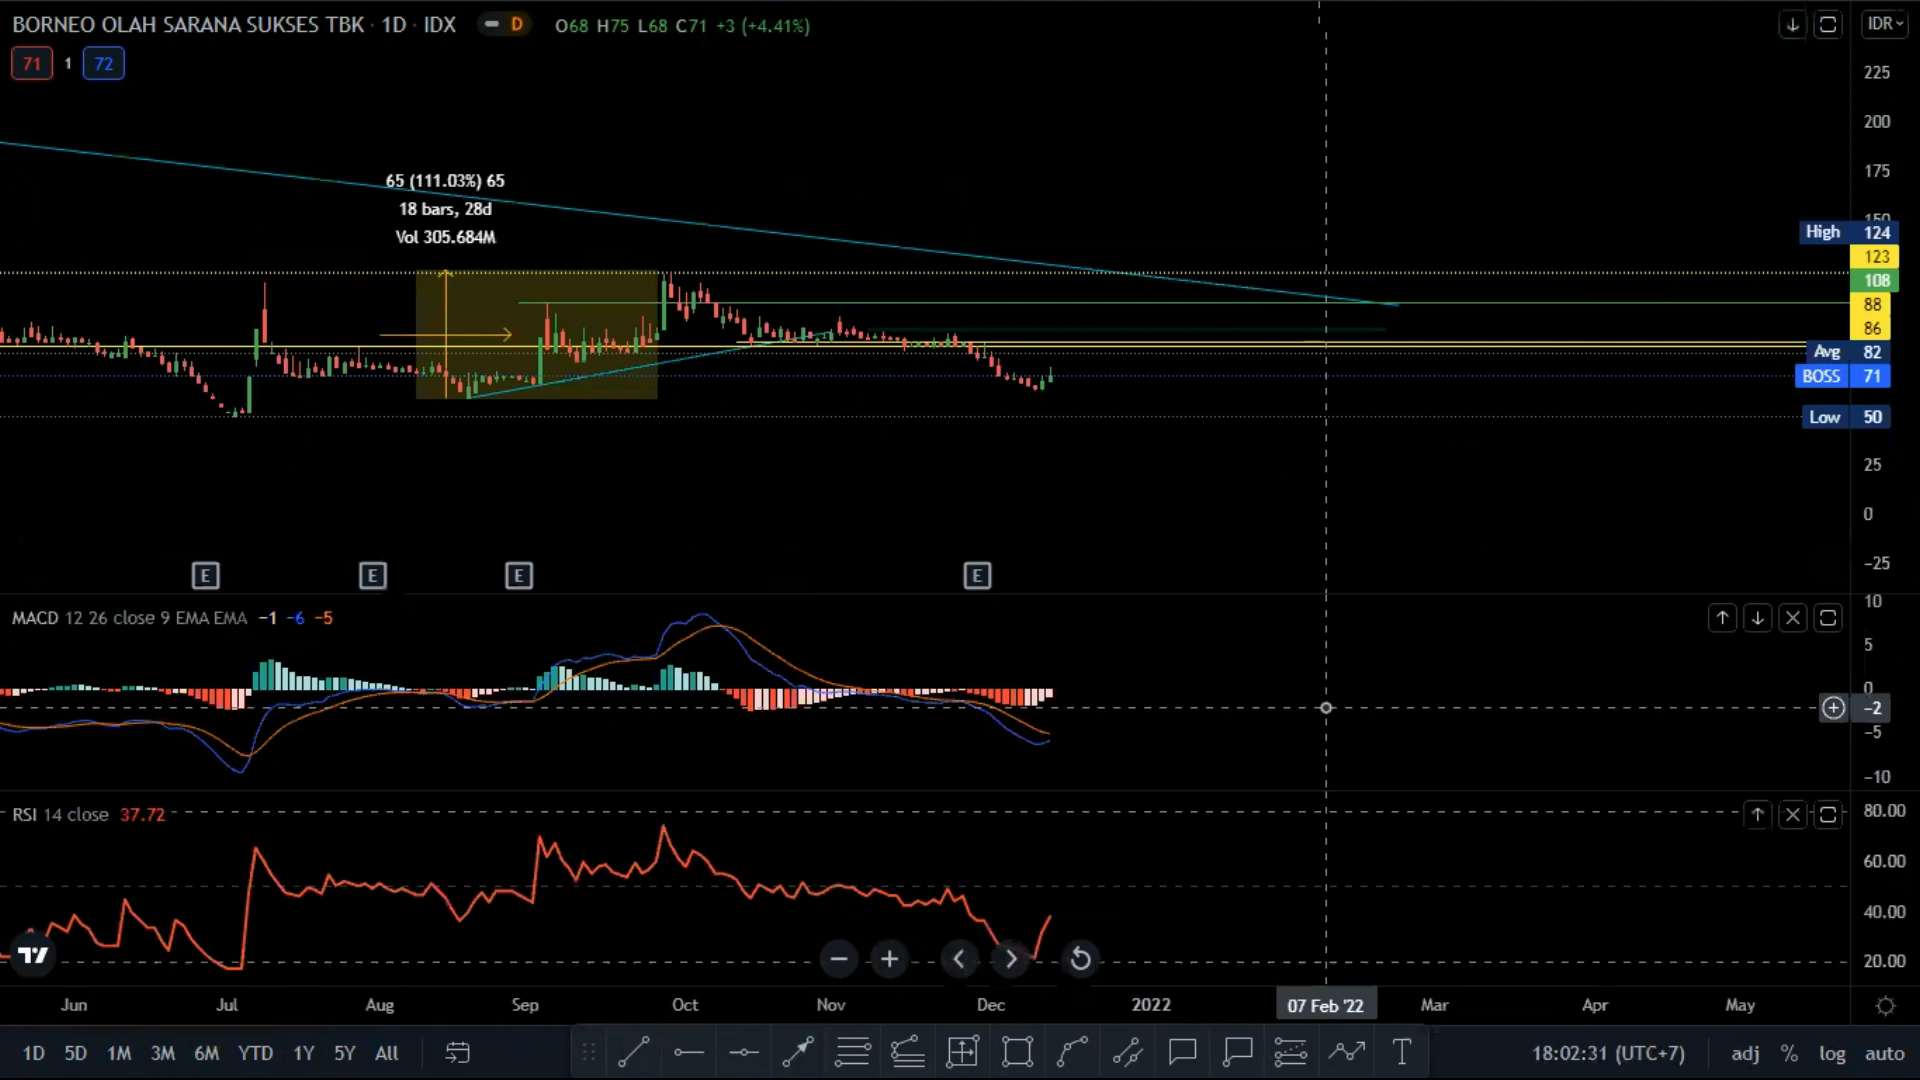 BORNEO OLAH SARANA SUKSES TBK · 1D · IDX D O68 H75 L68 C71 +3 (+4.41%) IDR
71 1 72
225
200
175
65 (111.03%) 65
18 bars, 28d
Vol 305.684M
150
High 124
123
108
88
86
Avg 82
BOSS 71
Low 50
25
0
−25
E E E E
MACD 12 26 close 9 EMA EMA −1 −6 −5
10
5
0
−2
−5
−10
RSI 14 close 37.72
80.00
60.00
40.00
20.00
Jun Jul Aug Sep Oct Nov Dec 2022 07 Feb '22 Mar Apr May
1D 5D 1M 3M 6M YTD 1Y 5Y All T 18:02:31 (UTC+7) adj % log auto